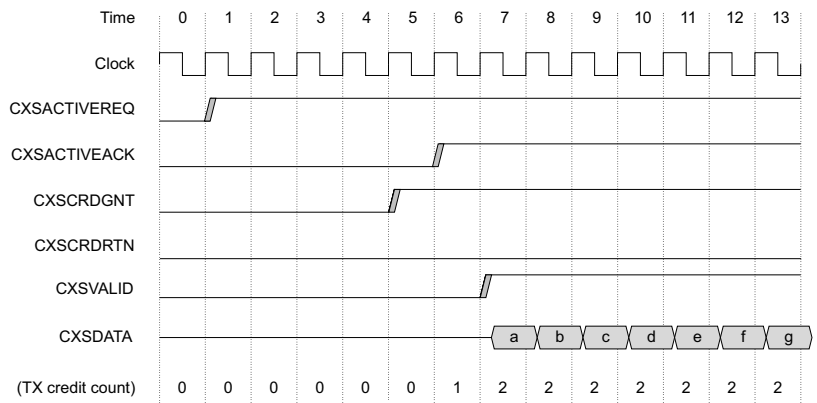 Time 0 1 2 3 4 5 6 7 8 9 10 11 12 13
Clock
CXSACTIVEREQ
CXSACTIVEACK
CXSCRDGNT
CXSCRDRTN
CXSVALID
CXSDATA a b c d e f g
(TX credit count) 0 0 0 0 0 0 1 2 2 2 2 2 2 2